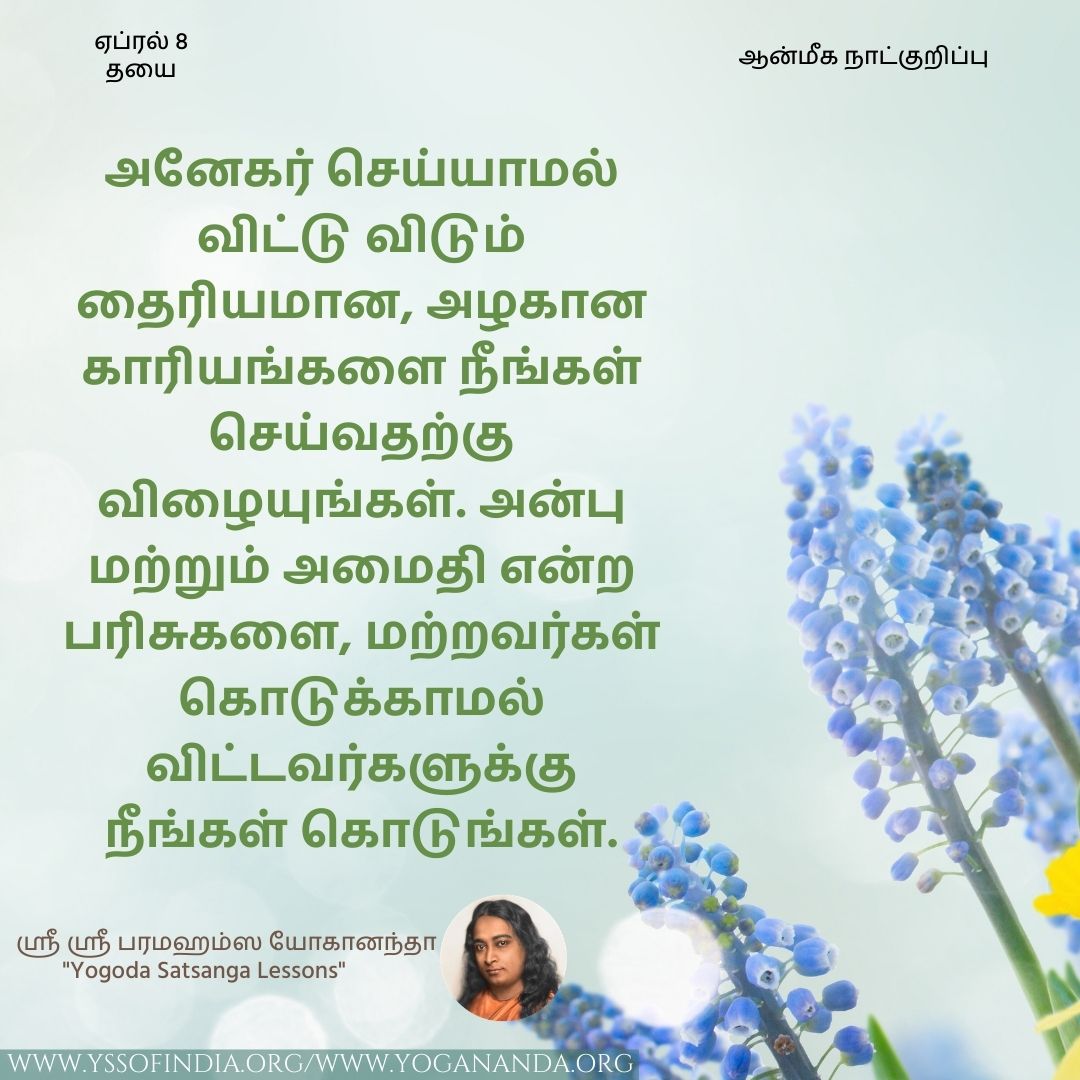 ஏப்ரல் 8
தயை
ஆன்மீக நாட்குறிப்பு
அனேகர் செய்யாமல்
விட்டு விடும்
தைரியமான, அழகான
காரியங்களை நீங்கள்
செய்வதற்கு
விழையுங்கள். அன்பு
மற்றும் அமைதி என்ற
பரிசுகளை, மற்றவர்கள்
கொடுக்காமல்
விட்டவர்களுக்கு
நீங்கள் கொடுங்கள்.
ஸ்ரீ ஸ்ரீ பரமஹம்ஸ யோகானந்தா
"Yogoda Satsanga Lessons"
WWW.YSSOFINDIA.ORG/WWW.YOGANANDA.ORG